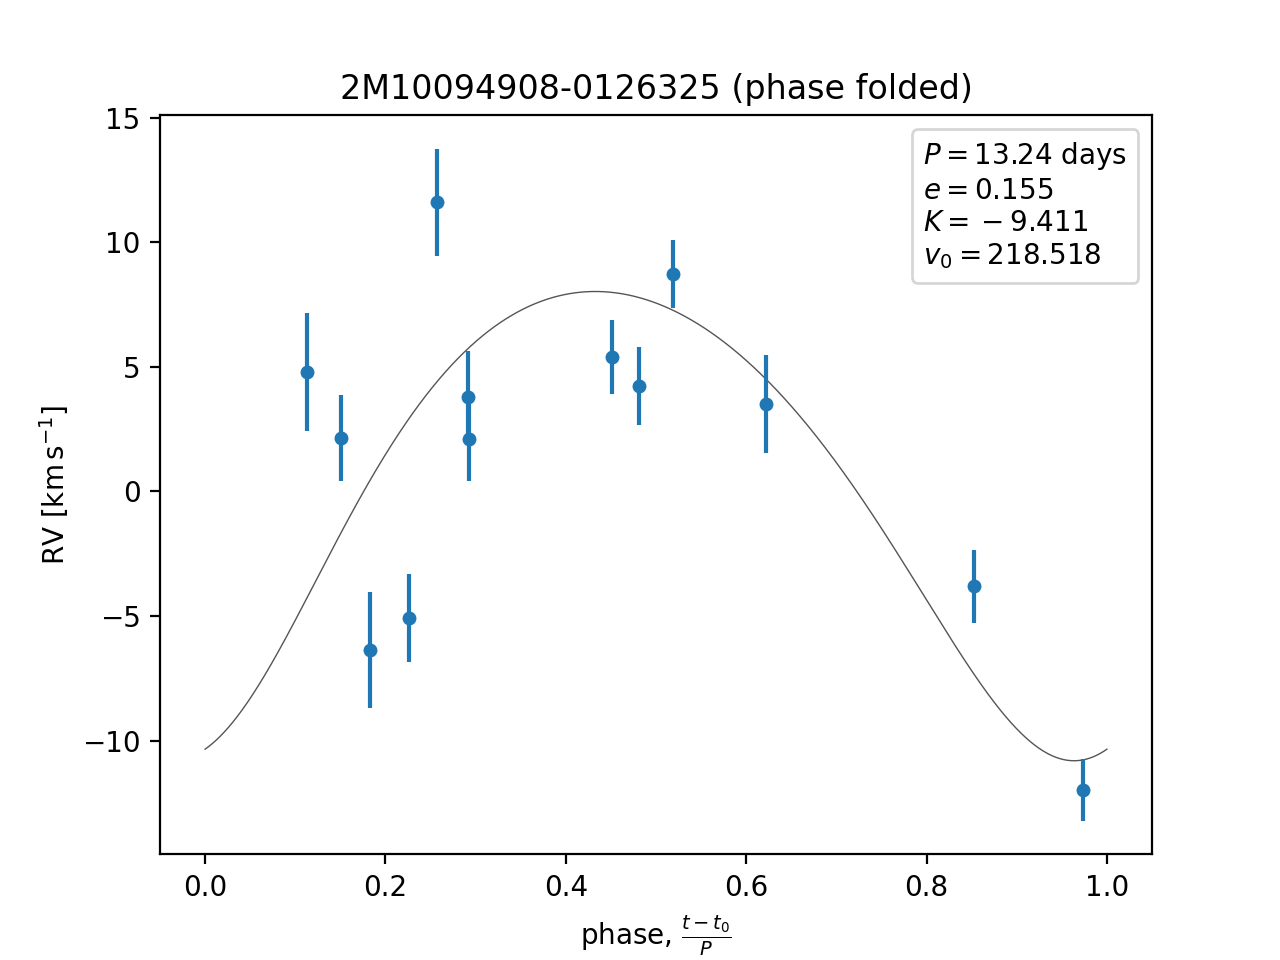 2M10094908-0126325 (phase folded)
P = 13.24 days
e = 0.155
K = −9.411
v₀ = 218.518
RV [km s⁻¹]
15
10
5
0
−5
−10
0.0 0.2 0.4 0.6 0.8 1.0
phase, (t − t₀)/P